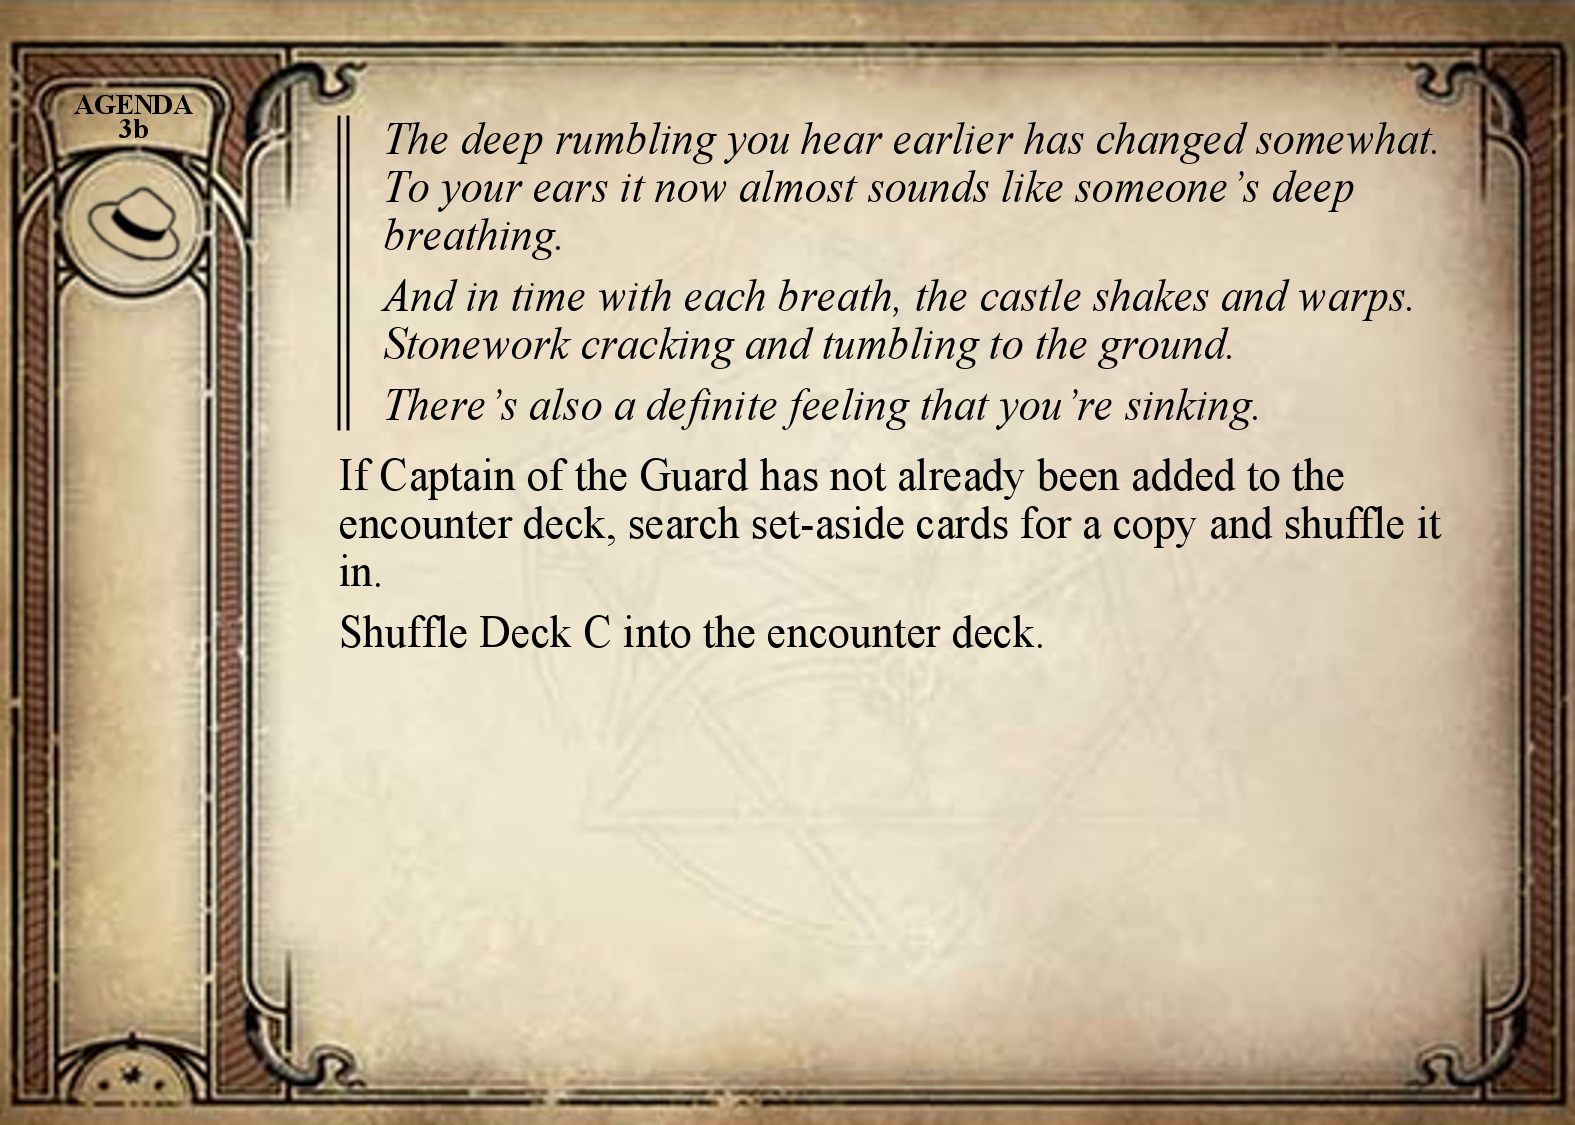 AGENDA
3b
The deep rumbling you hear earlier has changed somewhat.
To your ears it now almost sounds like someone’s deep
breathing.
And in time with each breath, the castle shakes and warps.
Stonework cracking and tumbling to the ground.
There’s also a definite feeling that you’re sinking.
If Captain of the Guard has not already been added to the
encounter deck, search set-aside cards for a copy and shuffle it
in.
Shuffle Deck C into the encounter deck.